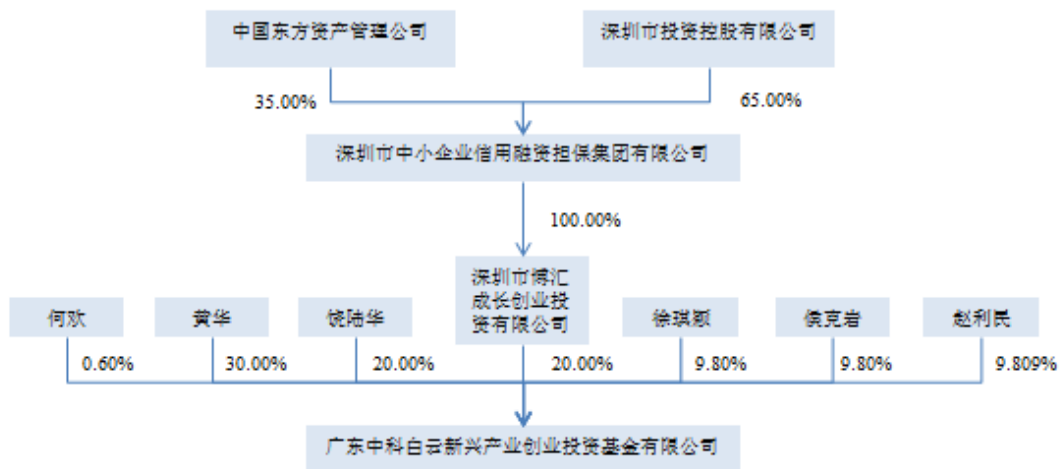 中国东方资产管理公司
深圳市投资控股有限公司
35.00%
65.00%
深圳市中小企业信用融资担保集团有限公司
100.00%
深圳市博汇
成长创业投
资有限公司
何欢
黄华
饶陆华
徐琪颖
侯克岩
赵利民
0.60%
30.00%
20.00%
20.00%
9.80%
9.80%
9.809%
广东中科白云新兴产业创业投资基金有限公司